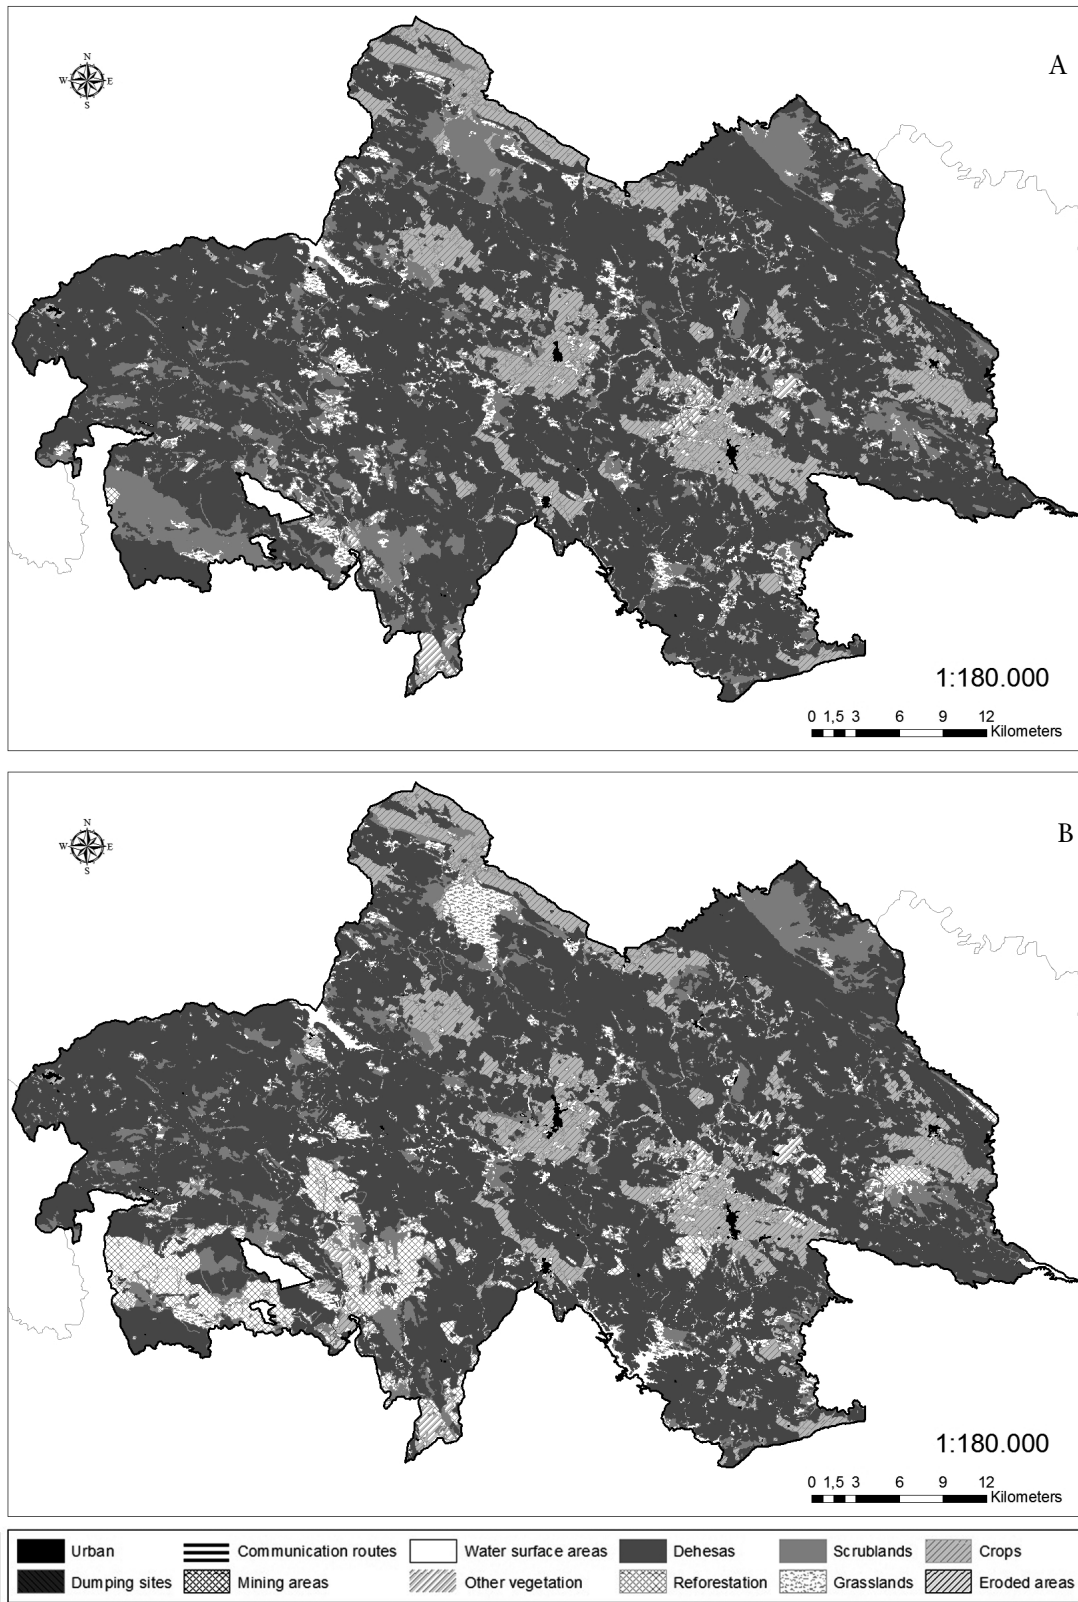 N
W E
S
A
1:180.000
0 1,5 3 6 9 12
Kilometers
N
W E
S
B
1:180.000
0 1,5 3 6 9 12
Kilometers
Urban Communication routes Water surface areas Dehesas Scrublands Crops
Dumping sites Mining areas Other vegetation Reforestation Grasslands Eroded areas